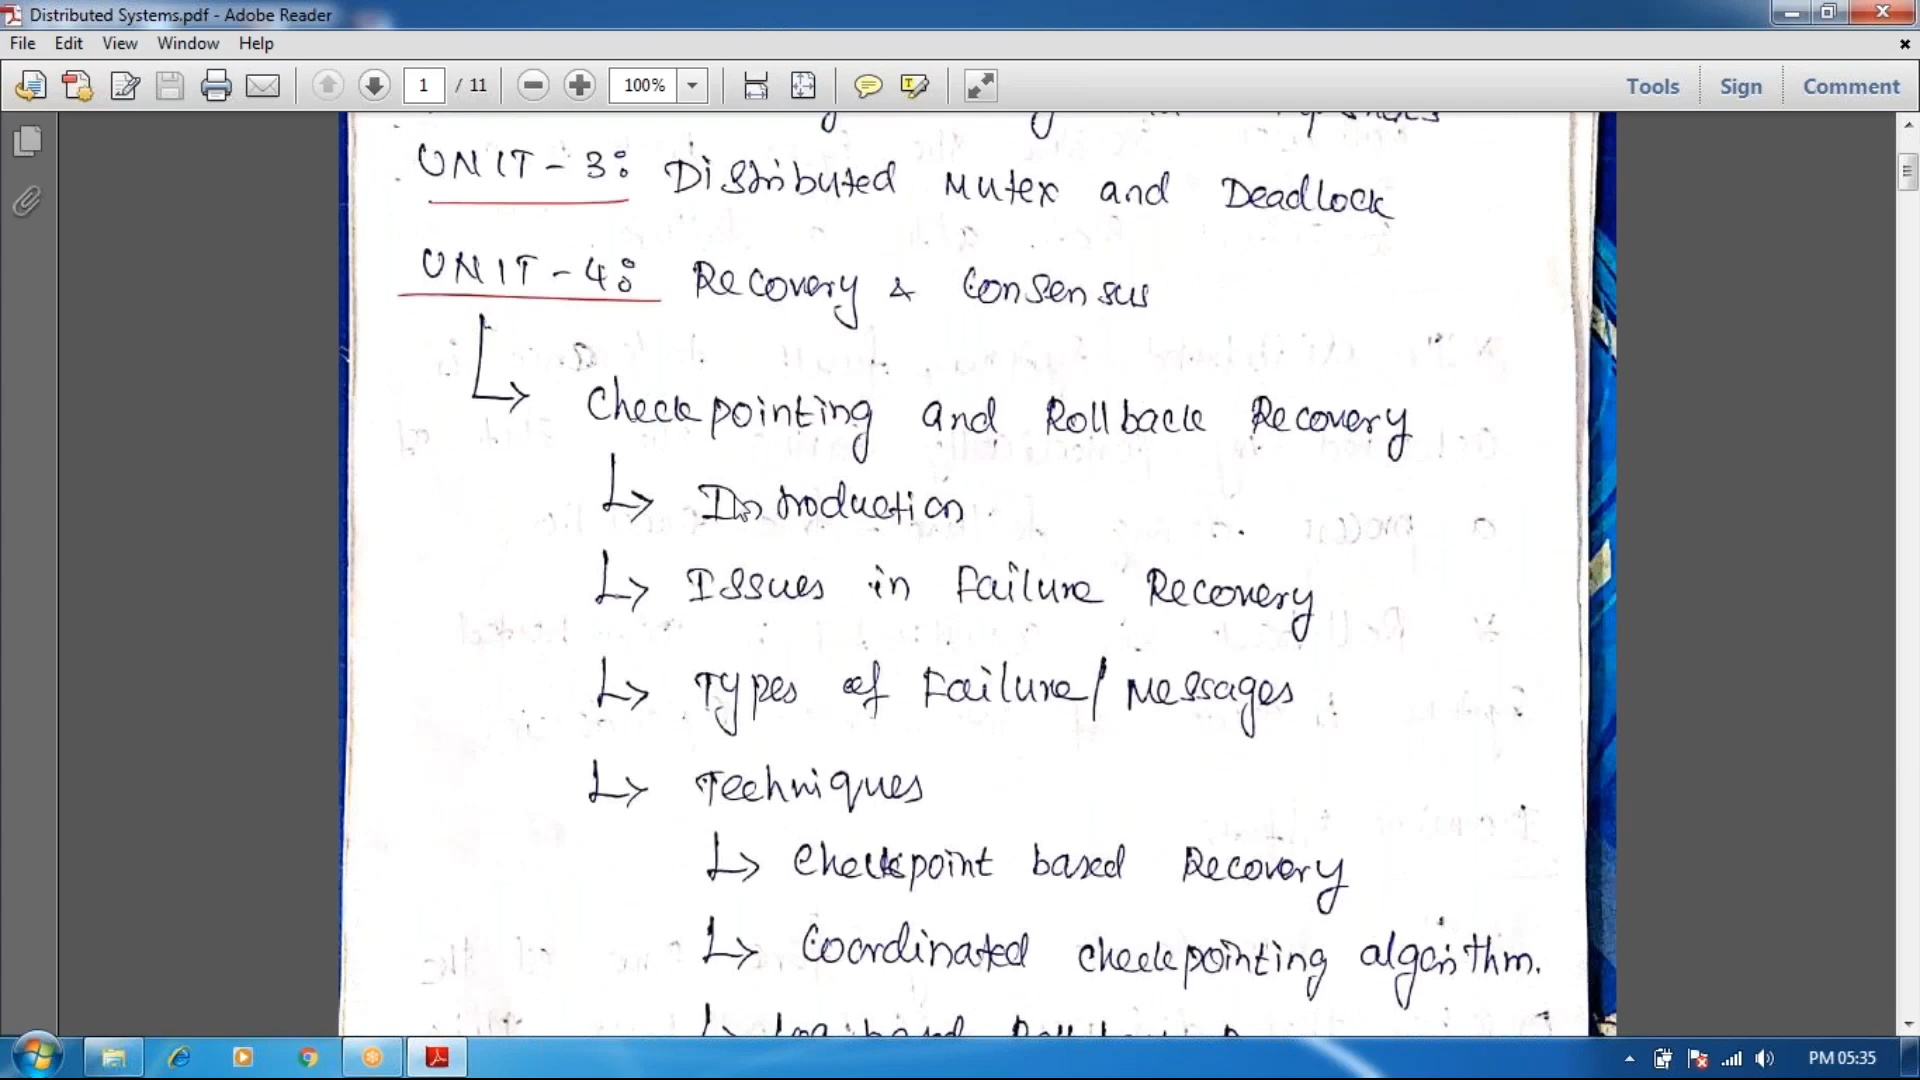 Distributed Systems.pdf - Adobe Reader
File Edit View Window Help
1 / 11 100% Tools Sign Comment
UNIT-3: Distributed Mutex and Deadlock
UNIT-4: Recovery & Consensus
Checkpointing and Rollback Recovery
Introduction
Issues in Failure Recovery
Types of Failure/Messages
Techniques
Checkpoint based Recovery
Coordinated checkpointing algorithm.
PM 05:35